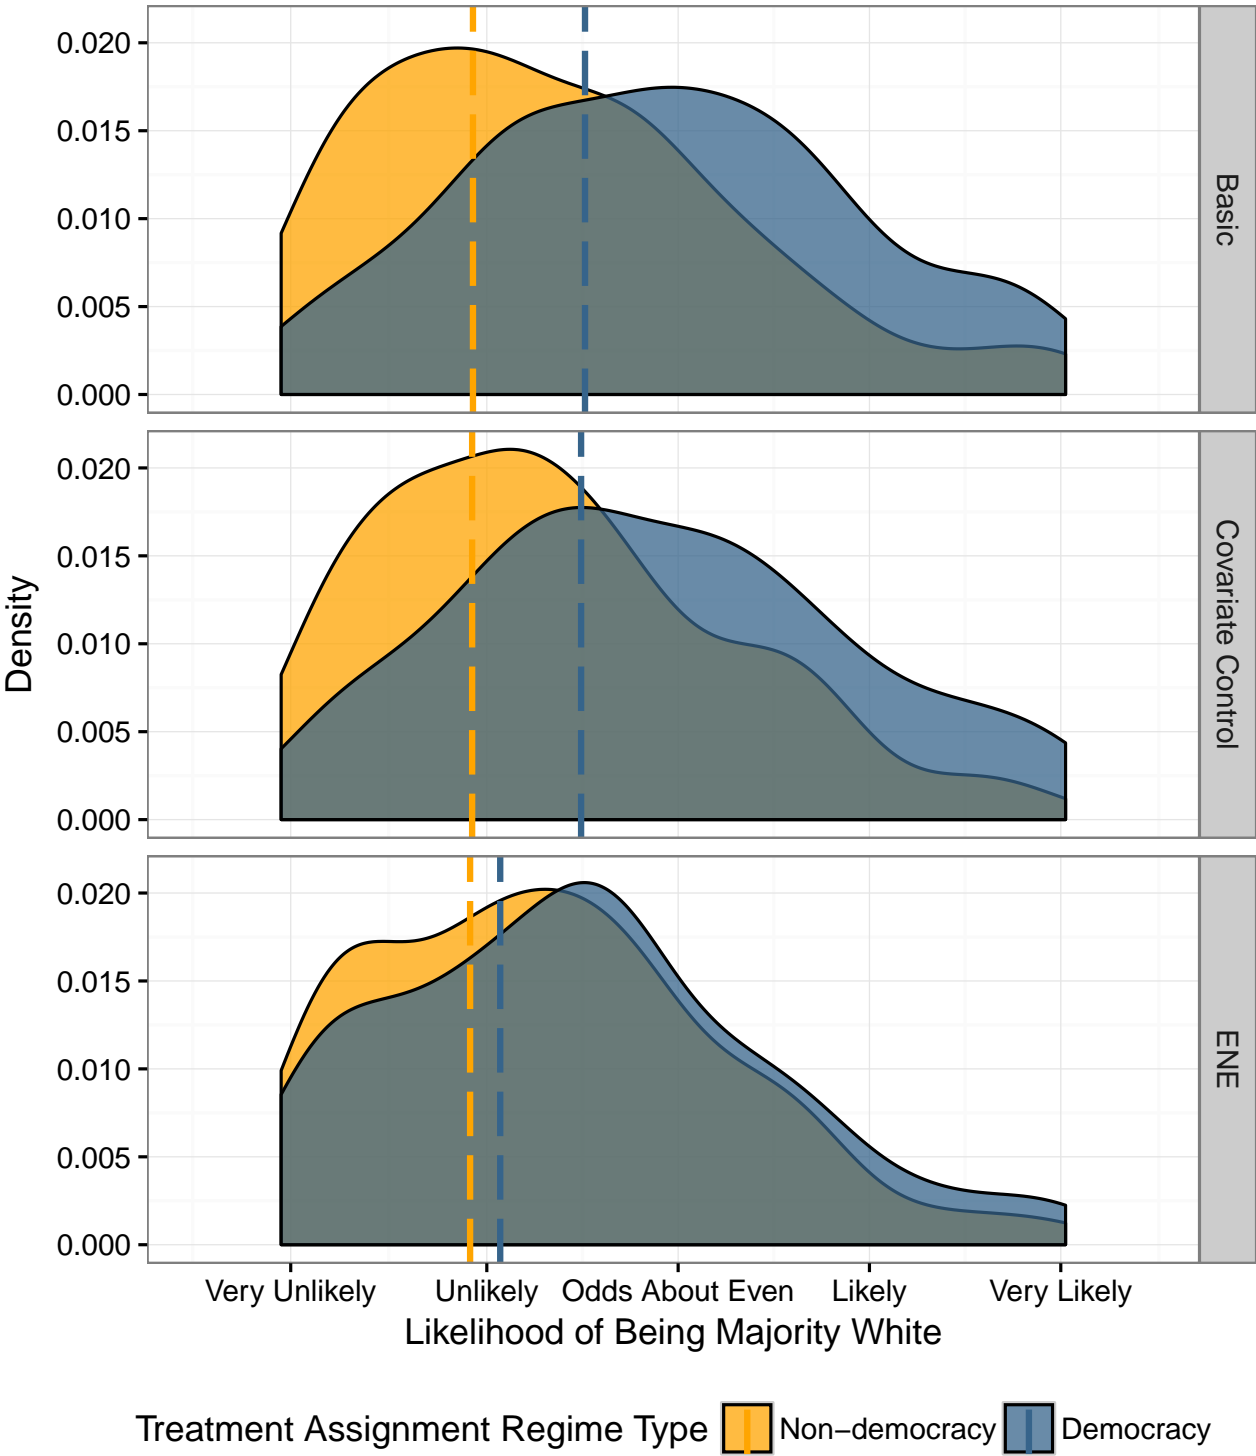 Density
0.020
0.015
0.010
0.005
0.000
Basic
0.020
0.015
0.010
0.005
0.000
Covariate Control
0.020
0.015
0.010
0.005
0.000
ENE
Very Unlikely Unlikely Odds About Even Likely Very Likely
Likelihood of Being Majority White
Treatment Assignment Regime Type Non−democracy Democracy